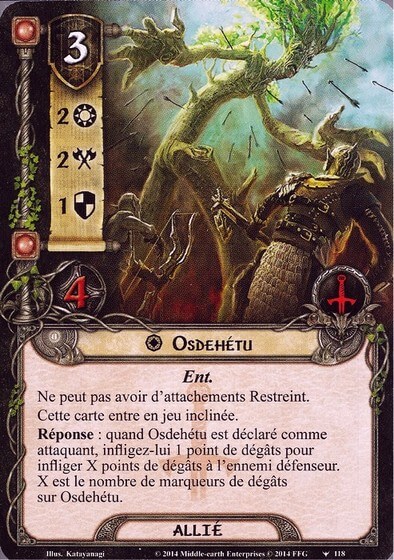 3
2
2
1
4
Osdehétu
Ent.
Ne peut pas avoir d'attachements Restreint.
Cette carte entre en jeu inclinée.
Réponse : quand Osdehétu est déclaré comme
attaquant, infligez-lui 1 point de dégâts pour
infliger X points de dégâts à l'ennemi défenseur.
X est le nombre de marqueurs de dégâts
sur Osdehétu.
ALLIÉ
Illus. Katayanagi © 2014 Middle-earth Enterprises © 2014 FFG 118